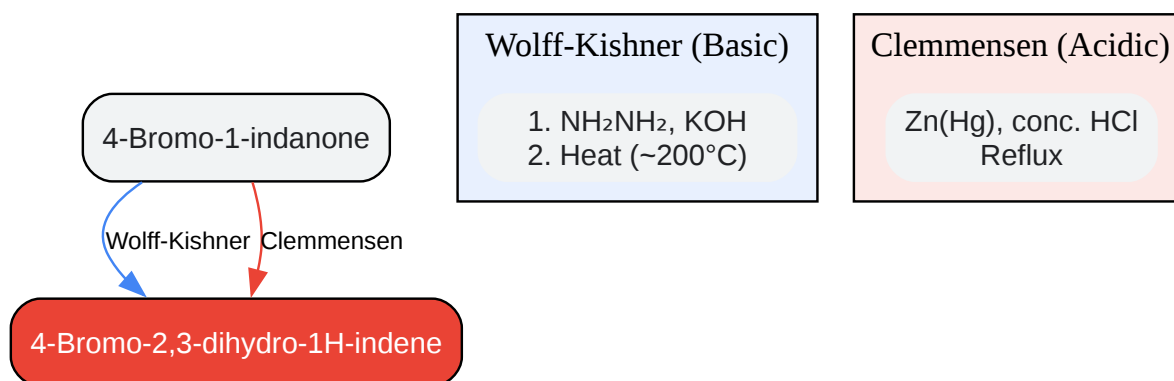 Wolff-Kishner (Basic)
1. NH₂NH₂, KOH
2. Heat (~200°C)
Clemmensen (Acidic)
Zn(Hg), conc. HCl
Reflux
4-Bromo-1-indanone
Wolff-Kishner
Clemmensen
4-Bromo-2,3-dihydro-1H-indene